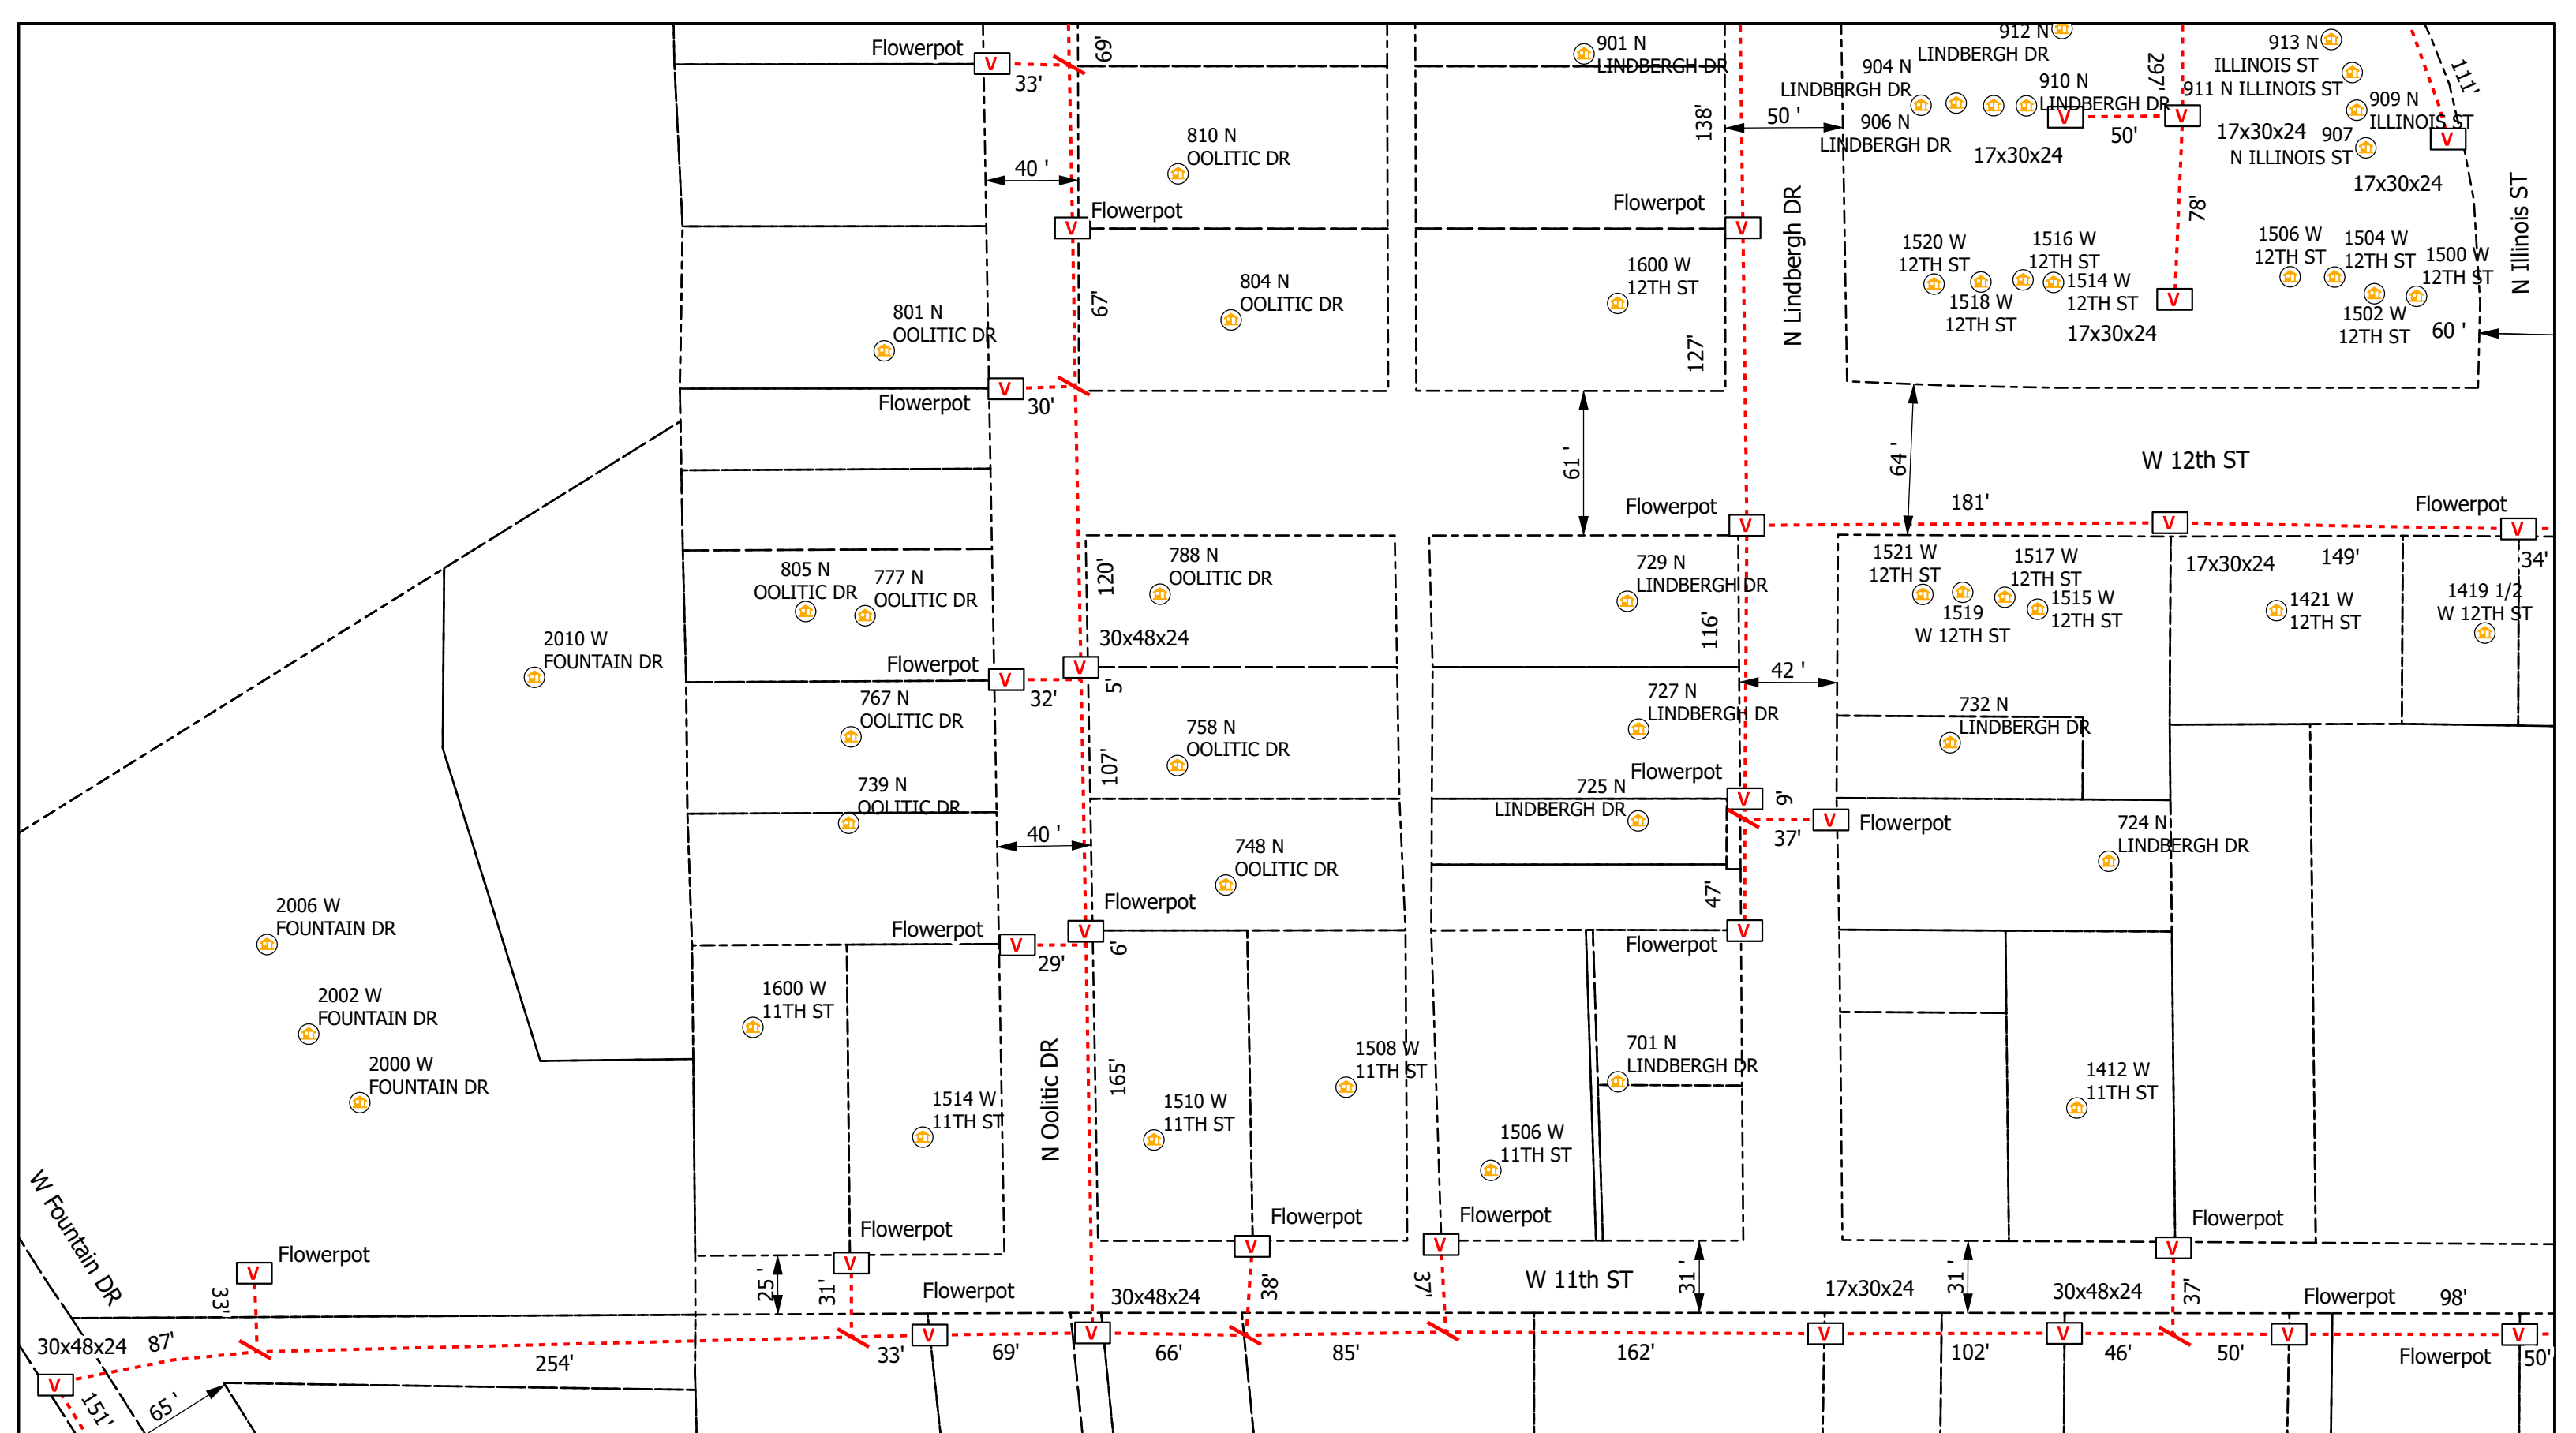 Flowerpot
V
33'
69'
901 N
LINDBERGH DR
912 N
LINDBERGH DR
904 N
LINDBERGH DR
910 N
LINDBERGH DR
906 N
LINDBERGH DR
297'
913 N
ILLINOIS ST
911 N ILLINOIS ST
909 N
ILLINOIS ST
907
N ILLINOIS ST
111'
V
V
V
50'
17x30x24
17x30x24
17x30x24
138'
50 '
810 N
OOLITIC DR
40 '
V
Flowerpot
Flowerpot
V
N Lindbergh DR
78'
N Illinois ST
1520 W
12TH ST
1516 W
12TH ST
1518 W
12TH ST
1514 W
12TH ST
V
17x30x24
1506 W
12TH ST
1504 W
12TH ST
1500 W
12TH ST
1502 W
12TH ST
60 '
1600 W
12TH ST
804 N
OOLITIC DR
67'
801 N
OOLITIC DR
127'
V
Flowerpot
30'
61 '
64 '
W 12th ST
Flowerpot
V
181'
V
Flowerpot
V
34'
149'
17x30x24
788 N
OOLITIC DR
120'
805 N
OOLITIC DR
777 N
OOLITIC DR
729 N
LINDBERGH DR
1521 W
12TH ST
1517 W
12TH ST
1519
W 12TH ST
1515 W
12TH ST
1421 W
12TH ST
1419 1/2
W 12TH ST
2010 W
FOUNTAIN DR
30x48x24
116'
Flowerpot
V
V
32'
5'
42 '
767 N
OOLITIC DR
727 N
LINDBERGH DR
732 N
LINDBERGH DR
758 N
OOLITIC DR
107'
739 N
OOLITIC DR
Flowerpot
725 N
LINDBERGH DR
V
9'
37'
V
Flowerpot
724 N
LINDBERGH DR
40 '
748 N
OOLITIC DR
47'
2006 W
FOUNTAIN DR
Flowerpot
V
29'
V
Flowerpot
6'
Flowerpot
V
2002 W
FOUNTAIN DR
2000 W
FOUNTAIN DR
1600 W
11TH ST
1514 W
11TH ST
N Oolitic DR
165'
1510 W
11TH ST
1508 W
11TH ST
701 N
LINDBERGH DR
1506 W
11TH ST
1412 W
11TH ST
W Fountain DR
V
Flowerpot
33'
Flowerpot
V
25 '
31'
Flowerpot
V
38'
Flowerpot
V
37'
W 11th ST
31 '
31 '
Flowerpot
V
37'
Flowerpot
30x48x24
17x30x24
30x48x24
Flowerpot
98'
30x48x24
87'
254'
33'
V
69'
V
66'
85'
162'
V
102'
V
46'
50'
V
Flowerpot
V
50'
V
151'
65 '